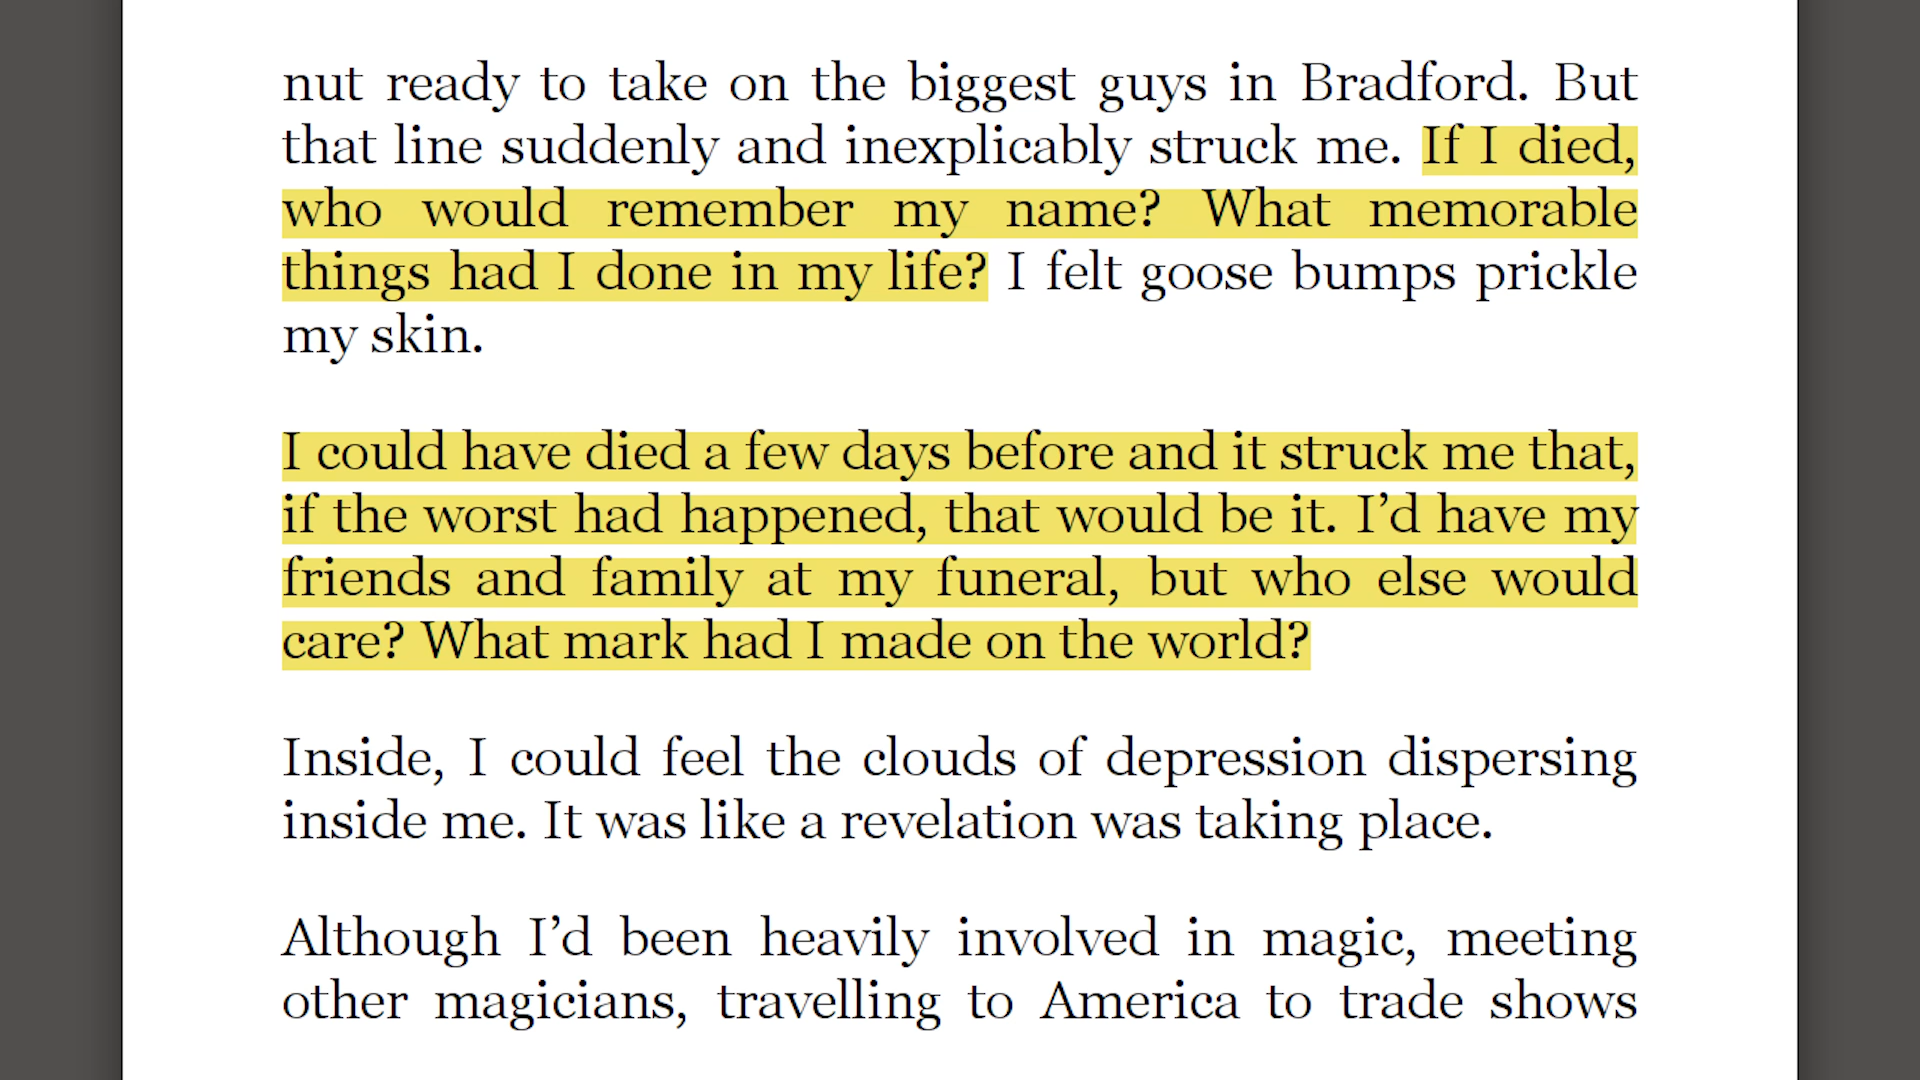 nut ready to take on the biggest guys in Bradford. But
that line suddenly and inexplicably struck me. If I died,
who would remember my name? What memorable
things had I done in my life? I felt goose bumps prickle
my skin.
I could have died a few days before and it struck me that,
if the worst had happened, that would be it. I’d have my
friends and family at my funeral, but who else would
care? What mark had I made on the world?
Inside, I could feel the clouds of depression dispersing
inside me. It was like a revelation was taking place.
Although I’d been heavily involved in magic, meeting
other magicians, travelling to America to trade shows